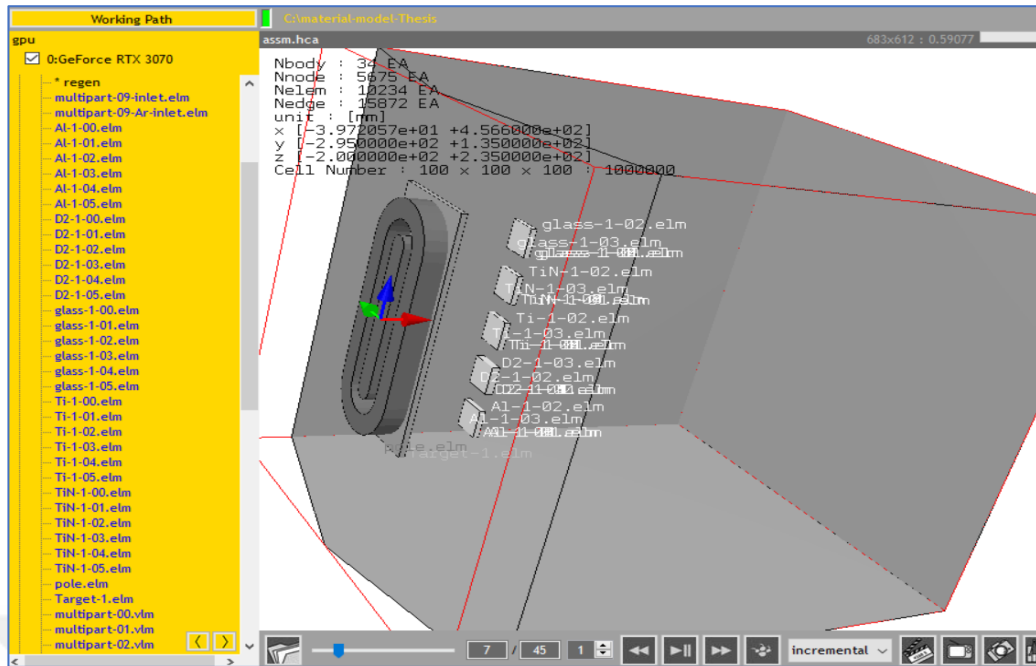 Working Path
gpu
0:GeForce RTX 3070
* regen
multipart-09-inlet.elm
multipart-09-Ar-inlet.elm
Al-1-00.elm
Al-1-01.elm
Al-1-02.elm
Al-1-03.elm
Al-1-04.elm
Al-1-05.elm
D2-1-00.elm
D2-1-01.elm
D2-1-02.elm
D2-1-03.elm
D2-1-04.elm
D2-1-05.elm
glass-1-00.elm
glass-1-01.elm
glass-1-02.elm
glass-1-03.elm
glass-1-04.elm
glass-1-05.elm
Ti-1-00.elm
Ti-1-01.elm
Ti-1-02.elm
Ti-1-03.elm
Ti-1-04.elm
Ti-1-05.elm
TiN-1-00.elm
TiN-1-01.elm
TiN-1-02.elm
TiN-1-03.elm
TiN-1-04.elm
TiN-1-05.elm
pole.elm
Target-1.elm
multipart-00.vlm
multipart-01.vlm
multipart-02.vlm
C:\material-model-Thesis
assm.hca
683x612 : 0.59077
Nbody : 34 EA
Nnode : 5675 EA
Nelem : 10234 EA
Nedge : 15872 EA
unit : [mm]
x [-3.972057e+01 +4.566000e+02]
y [-2.950000e+02 +1.350000e+02]
z [-2.000000e+02 +2.350000e+02]
Cell Number : 100 x 100 x 100 : 1000000
glass-1-02.elm
glass-1-03.elm
TiN-1-02.elm
TiN-1-03.elm
Ti-1-02.elm
Ti-1-03.elm
D2-1-03.elm
D2-1-02.elm
Al-1-02.elm
Al-1-03.elm
pole.elm
Target-1.elm
7 / 45
1
incremental